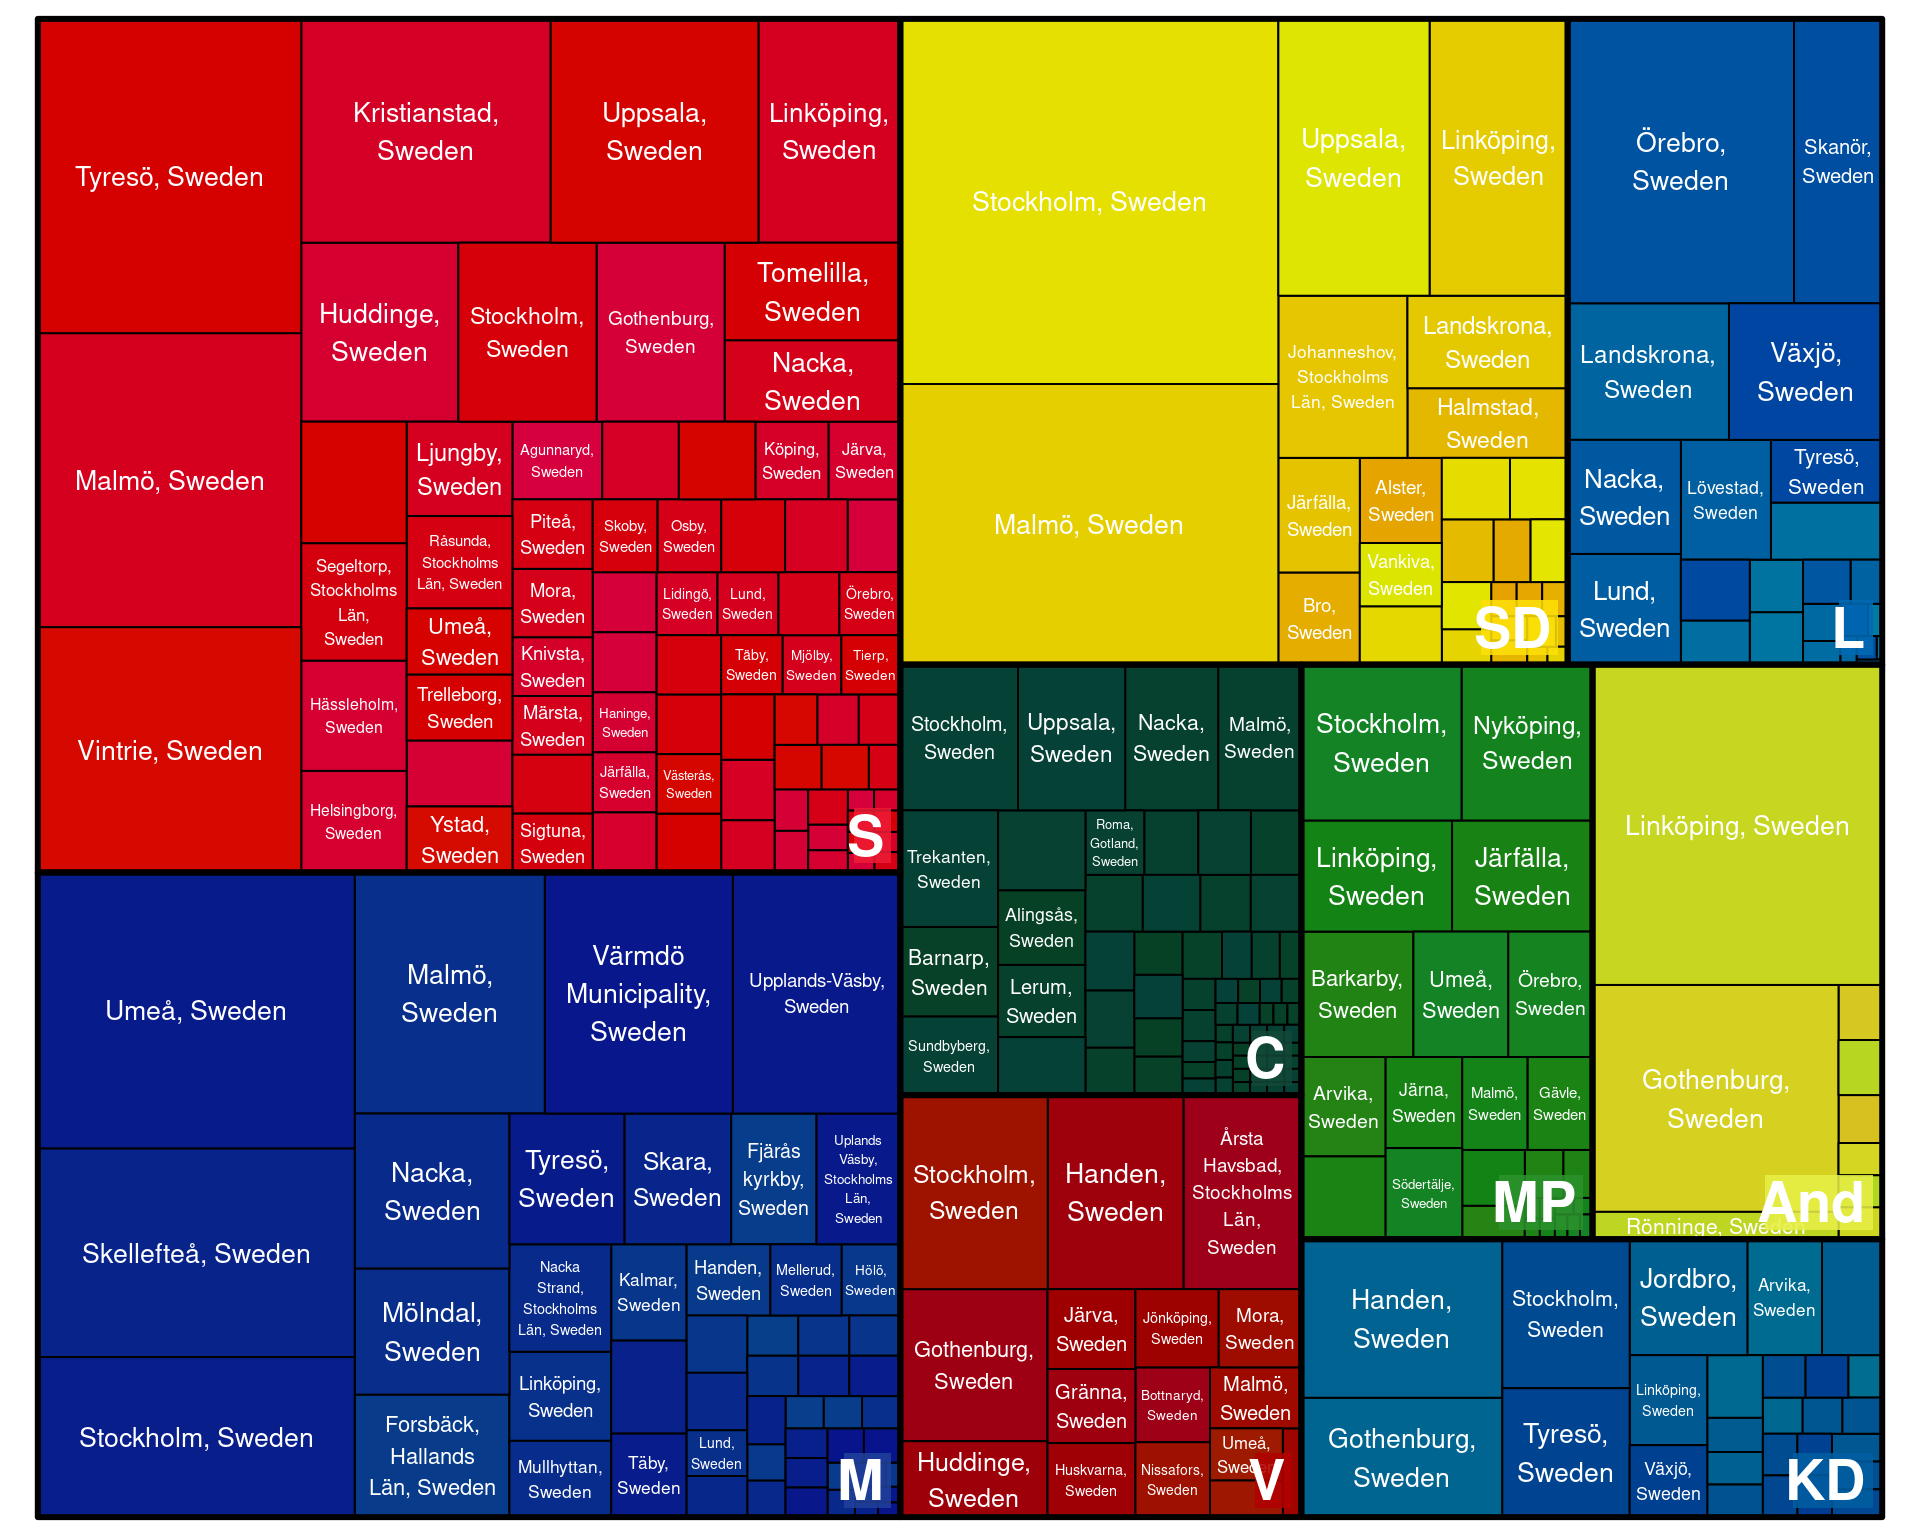 Tyresö, Sweden
Malmö, Sweden
Vintrie, Sweden
Kristianstad,
Sweden
Uppsala,
Sweden
Linköping,
Sweden
Huddinge,
Sweden
Stockholm,
Sweden
Gothenburg,
Sweden
Tomelilla,
Sweden
Nacka,
Sweden
Segeltorp,
Stockholms
Län,
Sweden
Hässleholm,
Sweden
Helsingborg,
Sweden
Ljungby,
Sweden
Råsunda,
Stockholms
Län, Sweden
Umeå,
Sweden
Trelleborg,
Sweden
Ystad,
Sweden
Agunnaryd,
Sweden
Köping,
Sweden
Järva,
Sweden
Piteå,
Sweden
Mora,
Sweden
Knivsta,
Sweden
Märsta,
Sweden
Sigtuna,
Sweden
Skoby,
Sweden
Osby,
Sweden
Lidingö,
Sweden
Lund,
Sweden
Örebro,
Sweden
Täby,
Sweden
Mjölby,
Sweden
Tierp,
Sweden
Haninge,
Sweden
Järfälla,
Sweden
Västerås,
Sweden
S
Umeå, Sweden
Skellefteå, Sweden
Stockholm, Sweden
Malmö,
Sweden
Värmdö
Municipality,
Sweden
Upplands-Väsby,
Sweden
Nacka,
Sweden
Mölndal,
Sweden
Forsbäck,
Hallands
Län, Sweden
Tyresö,
Sweden
Skara,
Sweden
Fjärås
kyrkby,
Sweden
Uplands
Väsby,
Stockholms
Län,
Sweden
Nacka
Strand,
Stockholms
Län, Sweden
Linköping,
Sweden
Mullhyttan,
Sweden
Kalmar,
Sweden
Täby,
Sweden
Handen,
Sweden
Mellerud,
Sweden
Hölö,
Sweden
Lund,
Sweden
M
Stockholm, Sweden
Malmö, Sweden
Uppsala,
Sweden
Linköping,
Sweden
Johanneshov,
Stockholms
Län, Sweden
Landskrona,
Sweden
Halmstad,
Sweden
Järfälla,
Sweden
Bro,
Sweden
Alster,
Sweden
Vankiva,
Sweden
SD
Örebro,
Sweden
Skanör,
Sweden
Landskrona,
Sweden
Växjö,
Sweden
Nacka,
Sweden
Lund,
Sweden
Lövestad,
Sweden
Tyresö,
Sweden
L
Stockholm,
Sweden
Uppsala,
Sweden
Nacka,
Sweden
Malmö,
Sweden
Trekanten,
Sweden
Barnarp,
Sweden
Sundbyberg,
Sweden
Alingsås,
Sweden
Lerum,
Sweden
Roma,
Gotland,
Sweden
C
Stockholm,
Sweden
Handen,
Sweden
Årsta
Havsbad,
Stockholms
Län,
Sweden
Gothenburg,
Sweden
Huddinge,
Sweden
Järva,
Sweden
Gränna,
Sweden
Huskvarna,
Sweden
Jönköping,
Sweden
Bottnaryd,
Sweden
Nissafors,
Sweden
Mora,
Sweden
Malmö,
Sweden
Umeå,
Sweden
V
Stockholm,
Sweden
Nyköping,
Sweden
Linköping,
Sweden
Järfälla,
Sweden
Barkarby,
Sweden
Umeå,
Sweden
Örebro,
Sweden
Arvika,
Sweden
Järna,
Sweden
Malmö,
Sweden
Gävle,
Sweden
Södertälje,
Sweden
MP
Linköping, Sweden
Gothenburg,
Sweden
Rönninge, Sweden
And
Handen,
Sweden
Gothenburg,
Sweden
Stockholm,
Sweden
Tyresö,
Sweden
Jordbro,
Sweden
Arvika,
Sweden
Linköping,
Sweden
Växjö,
Sweden
KD